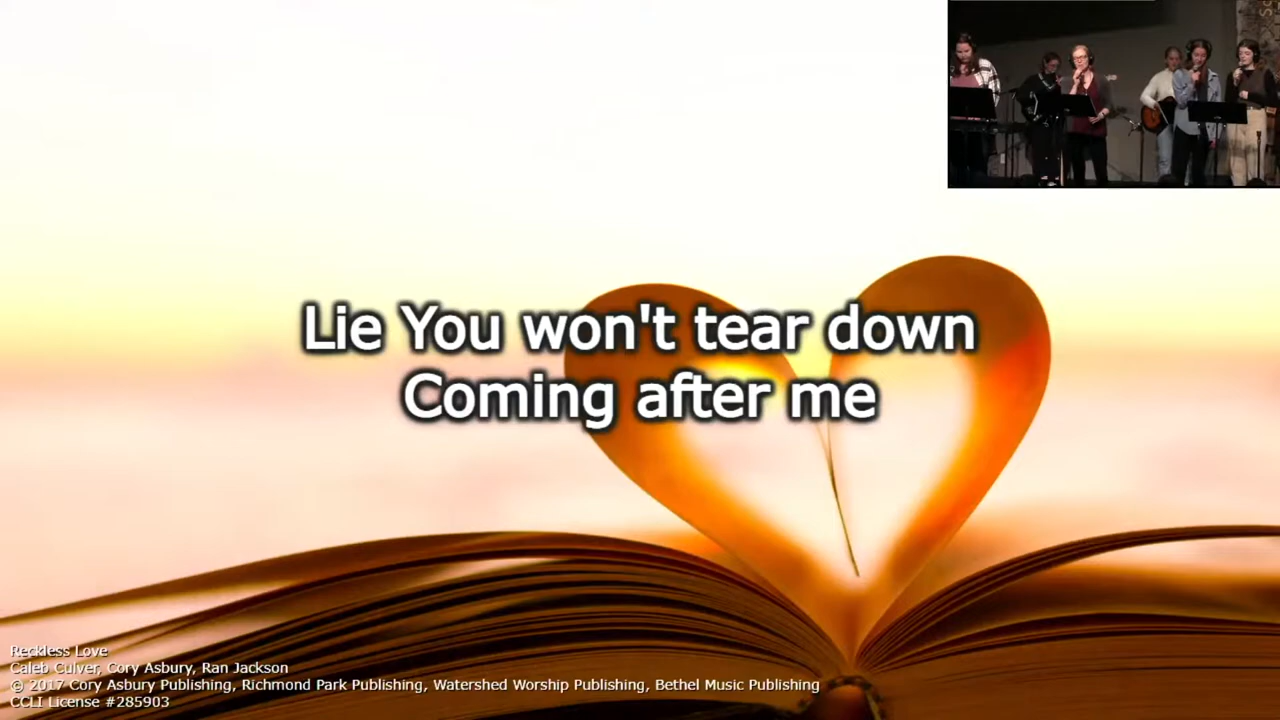 Lie You won't tear down
Coming after me
Reckless Love
Caleb Culver, Cory Asbury, Ran Jackson
© 2017 Cory Asbury Publishing, Richmond Park Publishing, Watershed Worship Publishing, Bethel Music Publishing
CCLI License #285903